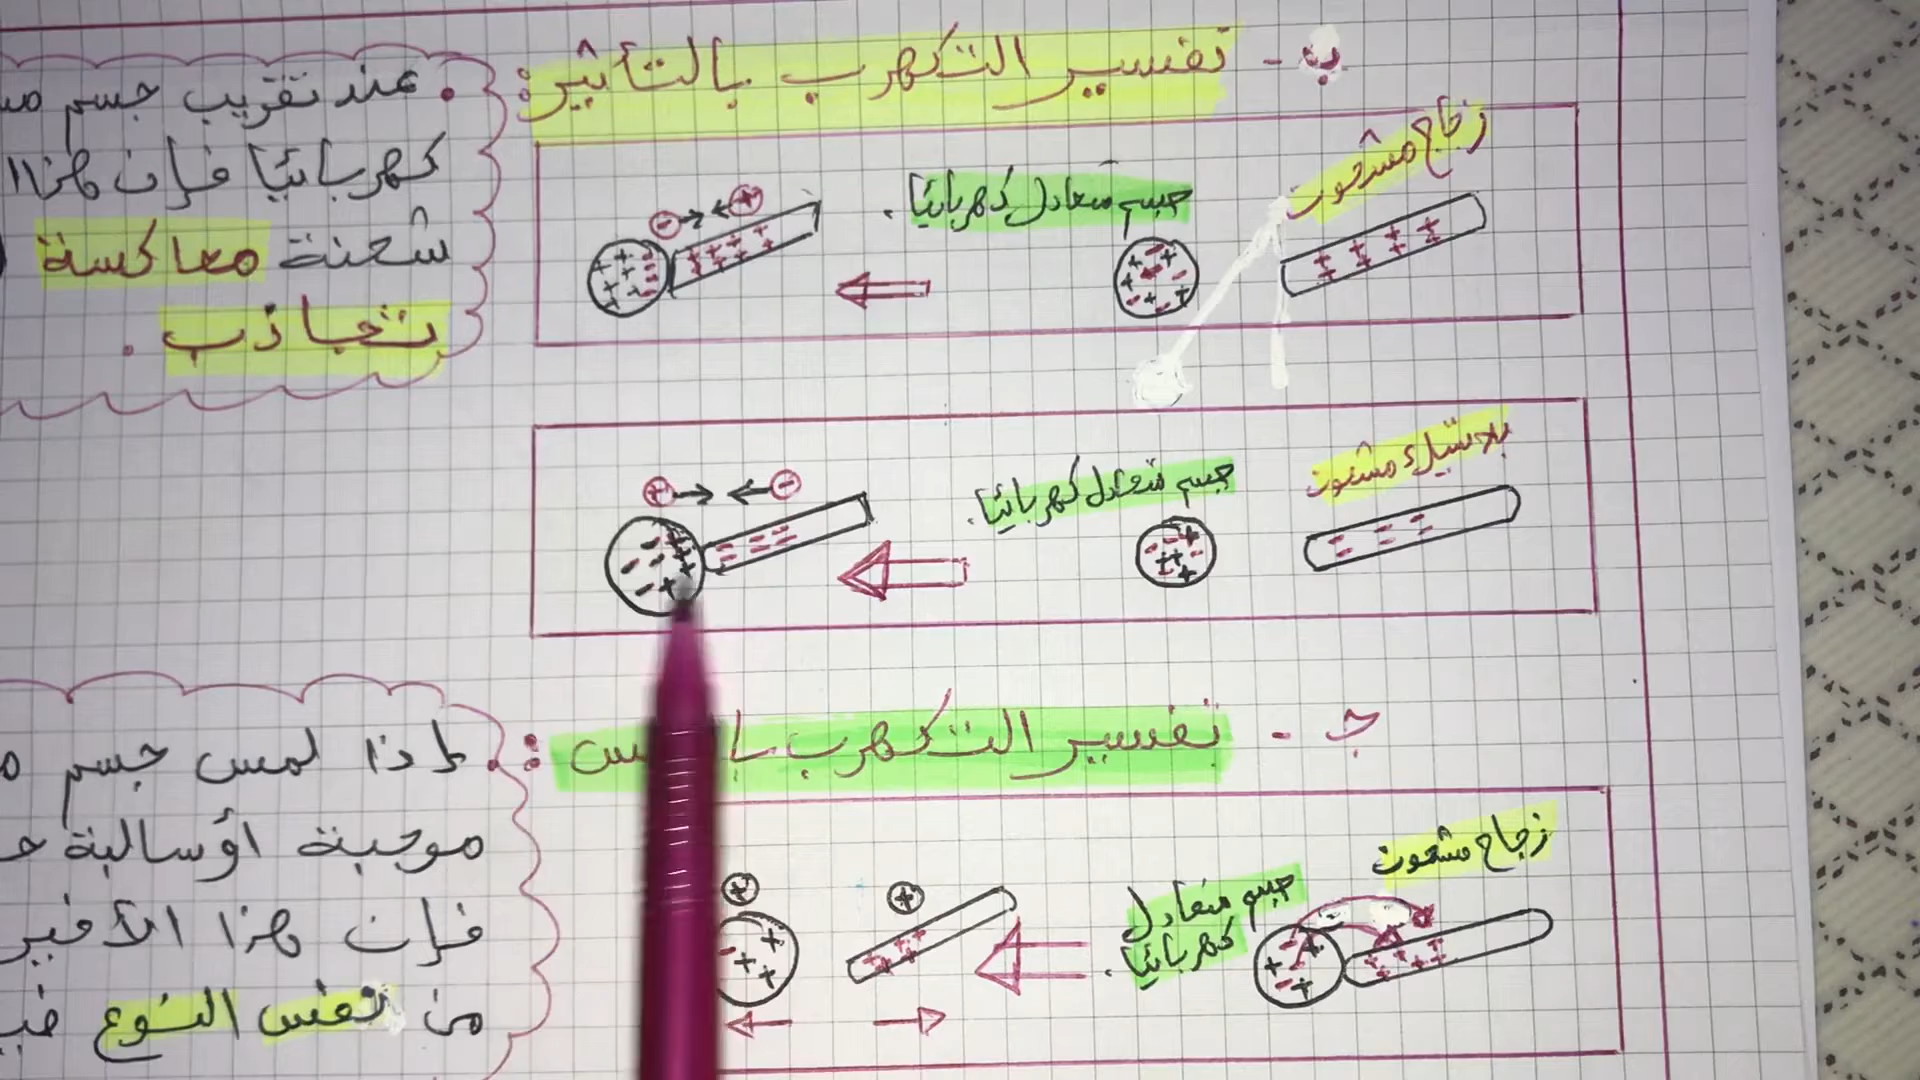 ب - تفسير التكهرب بالتأثير:
زجاج مشحون
جسم متعادل كهربائيا.
بلاستيك مشحون
جسم متعادل كهربائيا.
جـ - تفسير التكهرب
زجاج مشحون
جسم متعادل
كهربائيا.
. عند تقريب جسم
كهربائيا فإن هذا
شحنة معاكسة
تجاذب .
. إذا لمس جسم
موجبة أو سالبة
فإن هذا الأخير
من نفس النوع